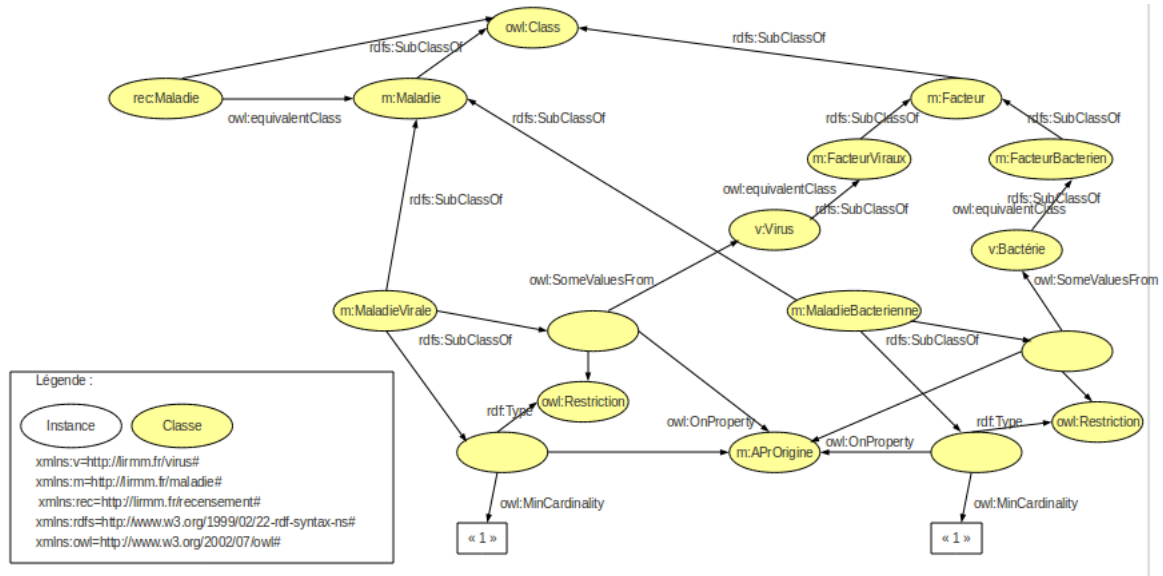 owl:Class
rdfs:SubClassOf
rdfs:SubClassOf
rec:Maladie
m:Maladie
m:Facteur
owl:equivalentClass
rdfs:SubClassOf
rdfs:SubClassOf
rdfs:SubClassOf
m:FacteurViraux
m:FacteurBacterien
rdfs:SubClassOf
owl:equivalentClass
rdfs:SubClassOf
rdfs:SubClassOf
owl:equivalentClass
v:Virus
v:Bactérie
owl:SomeValuesFrom
owl:SomeValuesFrom
m:MaladieVirale
m:MaladieBacterienne
rdfs:SubClassOf
rdfs:SubClassOf
Légende :
Instance
Classe
owl:Restriction
rdf:Type
owl:OnProperty
owl:Restriction
rdf:Type
owl:OnProperty
m:APrOrigine
xmlns:v=http://lirmm.fr/virus#
xmlns:m=http://lirmm.fr/maladie#
xmlns:rec=http://lirmm.fr/recensement#
xmlns:rdfs=http://www.w3.org/1999/02/22-rdf-syntax-ns#
xmlns:owl=http://www.w3.org/2002/07/owl#
owl:MinCardinality
owl:MinCardinality
« 1 »
« 1 »